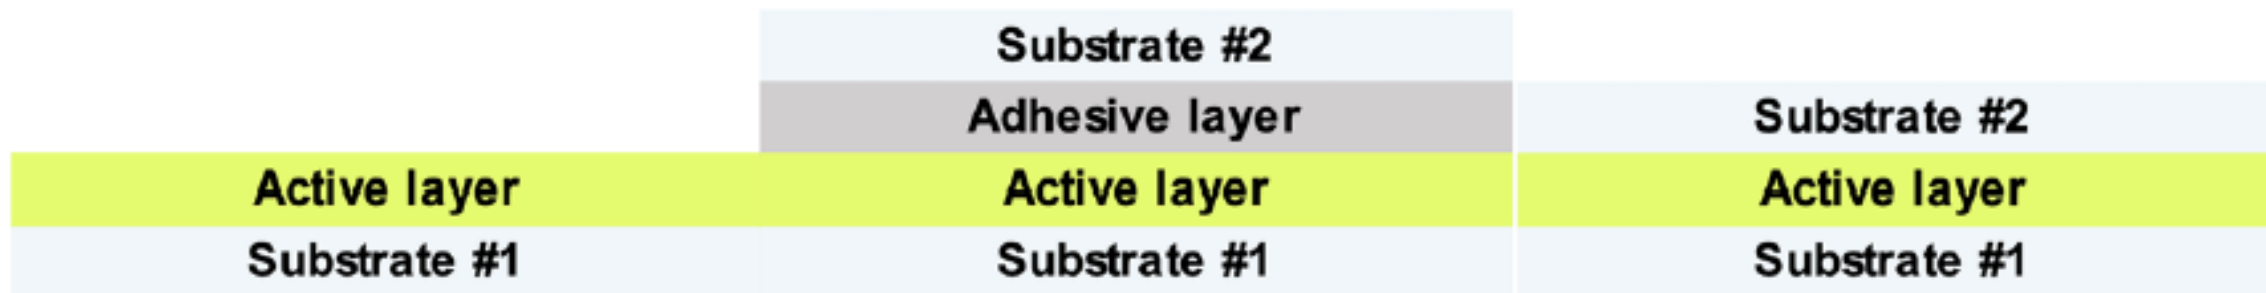 Substrate #2
Adhesive layer
Substrate #2
Active layer
Active layer
Active layer
Substrate #1
Substrate #1
Substrate #1